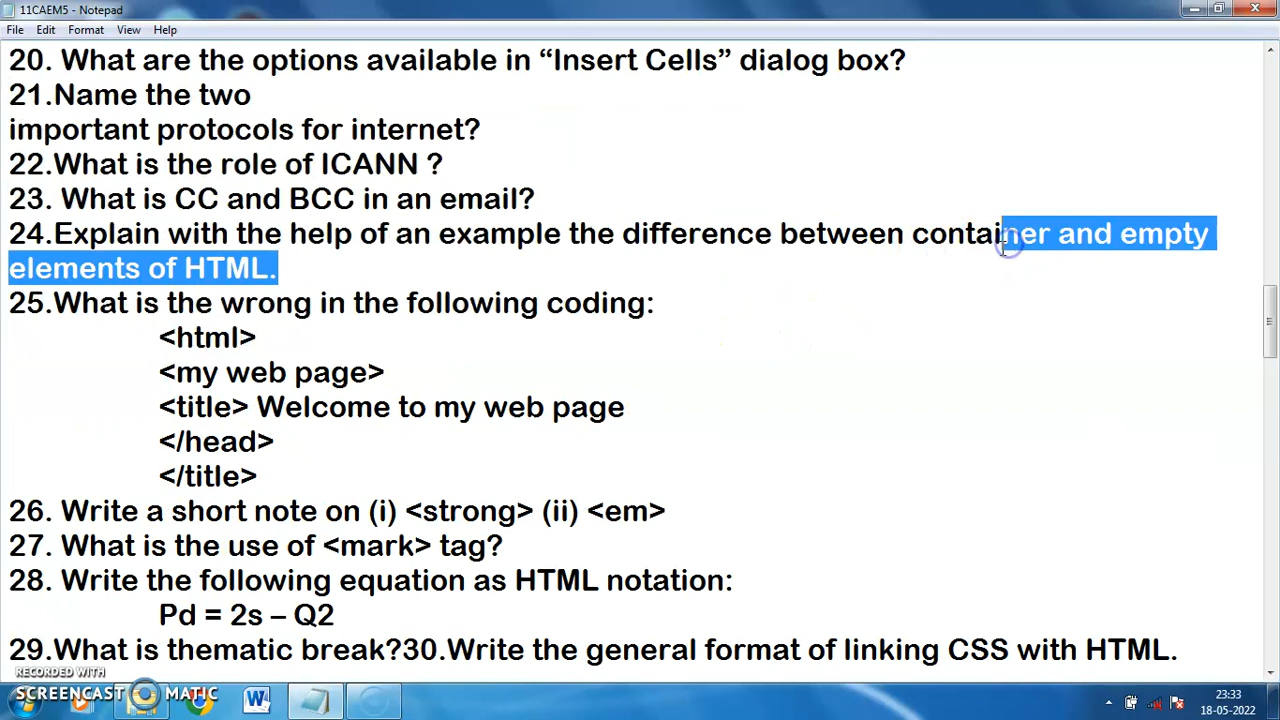 11CAEM5 - Notepad
File Edit Format View Help
20. What are the options available in “Insert Cells” dialog box?
21.Name the two
important protocols for internet?
22.What is the role of ICANN ?
23. What is CC and BCC in an email?
24.Explain with the help of an example the difference between container and empty
elements of HTML.
25.What is the wrong in the following coding:
<html>
<my web page>
<title> Welcome to my web page
</head>
</title>
26. Write a short note on (i) <strong> (ii) <em>
27. What is the use of <mark> tag?
28. Write the following equation as HTML notation:
Pd = 2s – Q2
29.What is thematic break?30.Write the general format of linking CSS with HTML.
RECORDED WITH
SCREENCAST MATIC
23:33
18-05-2022